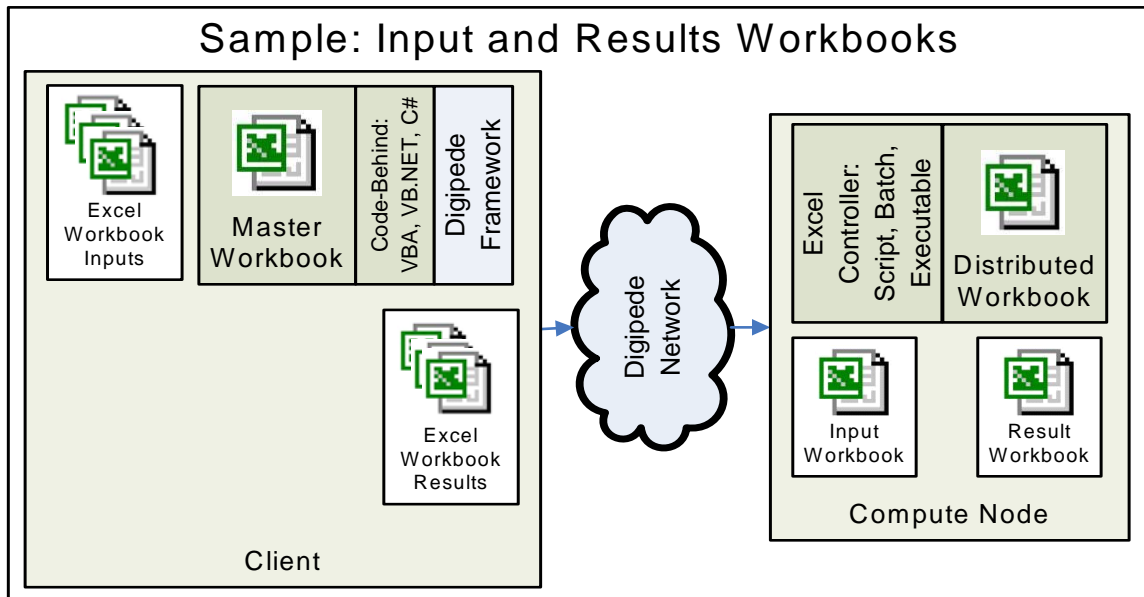 Sample: Input and Results Workbooks
Excel
Workbook
Inputs
Master
Workbook
Code-Behind:
VBA, VB.NET, C#
Digipede
Framework
Excel
Workbook
Results
Client
Digipede
Network
Excel
Controller:
Script, Batch,
Executable
Distributed
Workbook
Input
Workbook
Result
Workbook
Compute Node